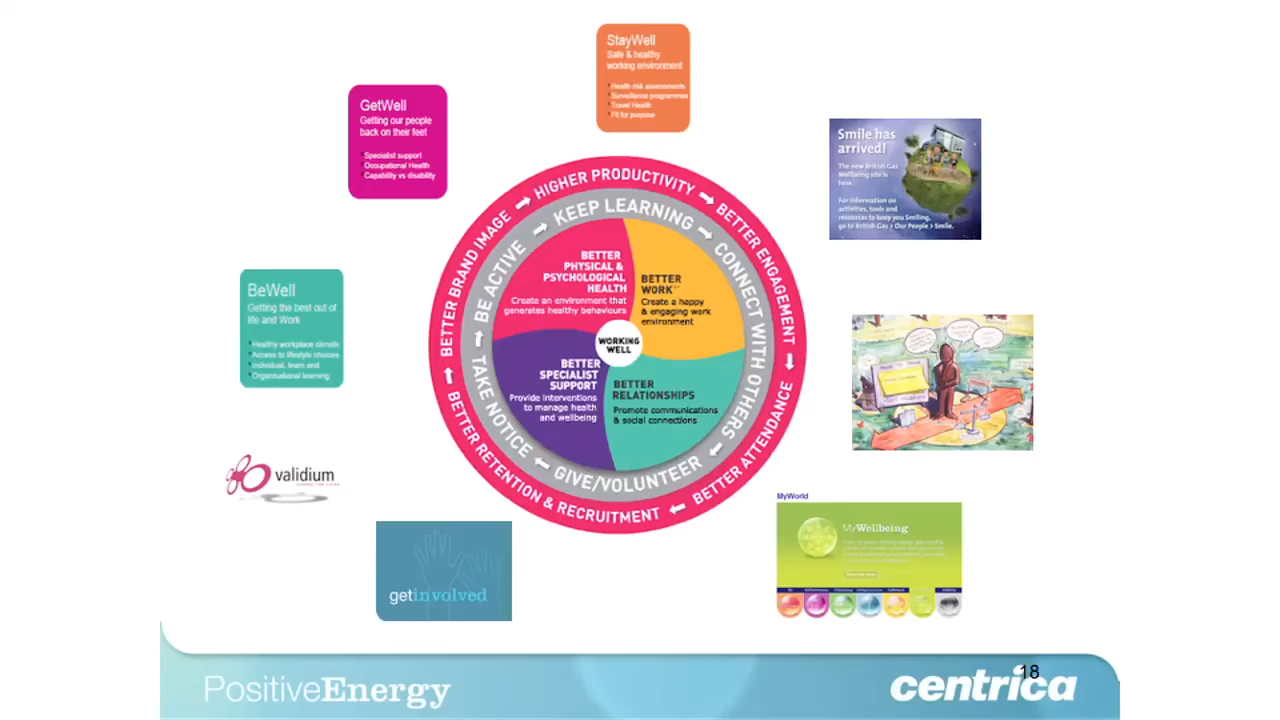 StayWell
Safe & healthy
working environment
Health risk assessments
Surveillance programmes
Travel Health
Fit for purpose
GetWell
Getting our people
back on their feet
Specialist support
Occupational Health
Capability vs disability
Smile has
arrived!
The new British Gas
Wellbeing site is
here.
For information on
activities, tools and
resources to keep you Smiling,
go to British Gas > Our People > Smile.
HIGHER PRODUCTIVITY
BETTER ENGAGEMENT
BETTER ATTENDANCE
BETTER RETENTION & RECRUITMENT
BETTER BRAND IMAGE
KEEP LEARNING
CONNECT WITH OTHERS
GIVE/VOLUNTEER
TAKE NOTICE
BE ACTIVE
BETTER
PHYSICAL &
PSYCHOLOGICAL
HEALTH
Create an environment that
generates healthy behaviours
BETTER
WORK
Create a happy
& engaging work
environment
WORKING
WELL
BETTER
SPECIALIST
SUPPORT
Provide interventions
to manage health
and wellbeing
BETTER
RELATIONSHIPS
Promote communications
& social connections
BeWell
Getting the best out of
life and Work
Healthy workplace climate
Access to lifestyle choices
Individual, team and
Organisational learning
validium
getinvolved
MyWorld
MyWellbeing
PositiveEnergy
centrica
18